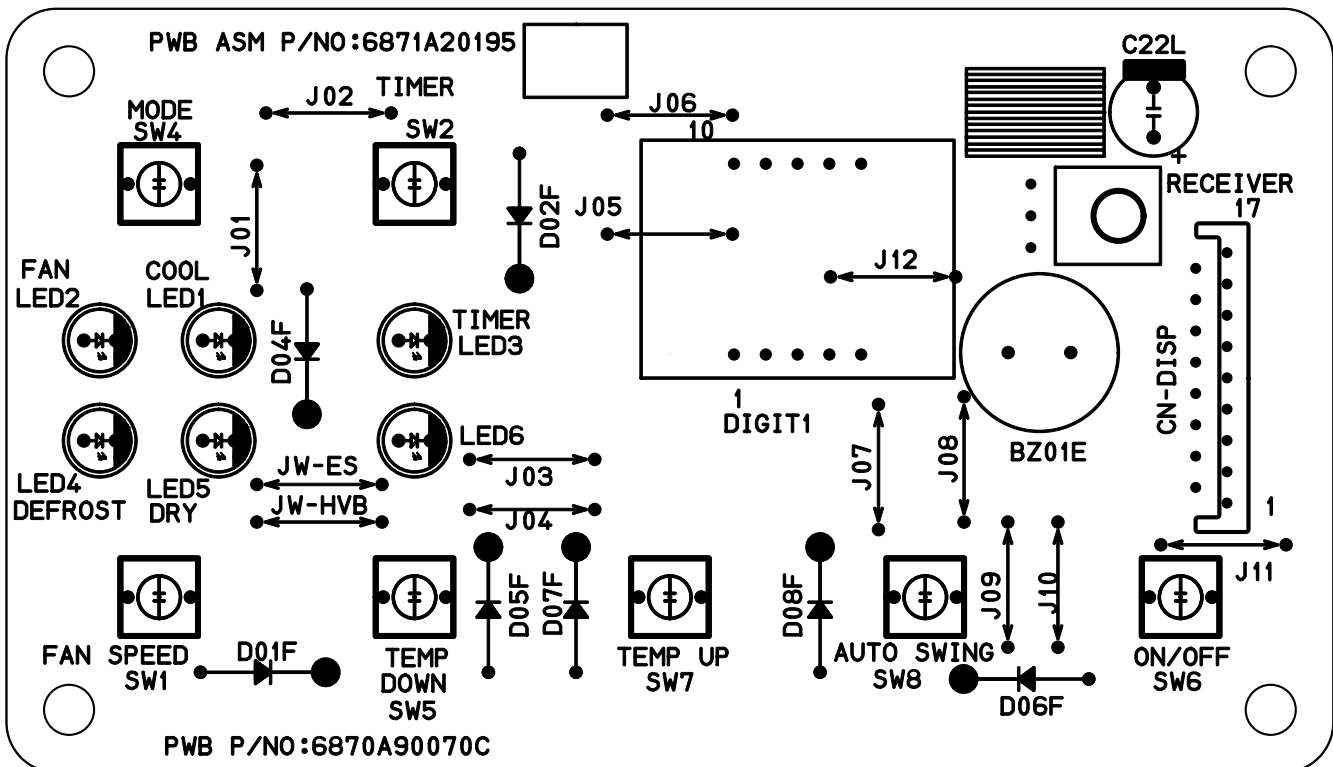 PWB ASM P/NO:6871A20195
C22L
TIMER
J02
J06
MODE
SW4
SW2
10
+
RECEIVER
17
J05
D02F
J01
J12
FAN
LED2
COOL
LED1
TIMER
LED3
D04F
CN-DISP
1
DIGIT1
LED6
BZ01E
J07
J08
JW-ES
J03
LED4
DEFROST
LED5
DRY
JW-HVB
J04
1
J11
D05F
D07F
D08F
J09
J10
FAN SPEED
SW1
D01F
TEMP
DOWN
SW5
TEMP UP
SW7
AUTO SWING
SW8
ON/OFF
SW6
D06F
PWB P/NO:6870A90070C